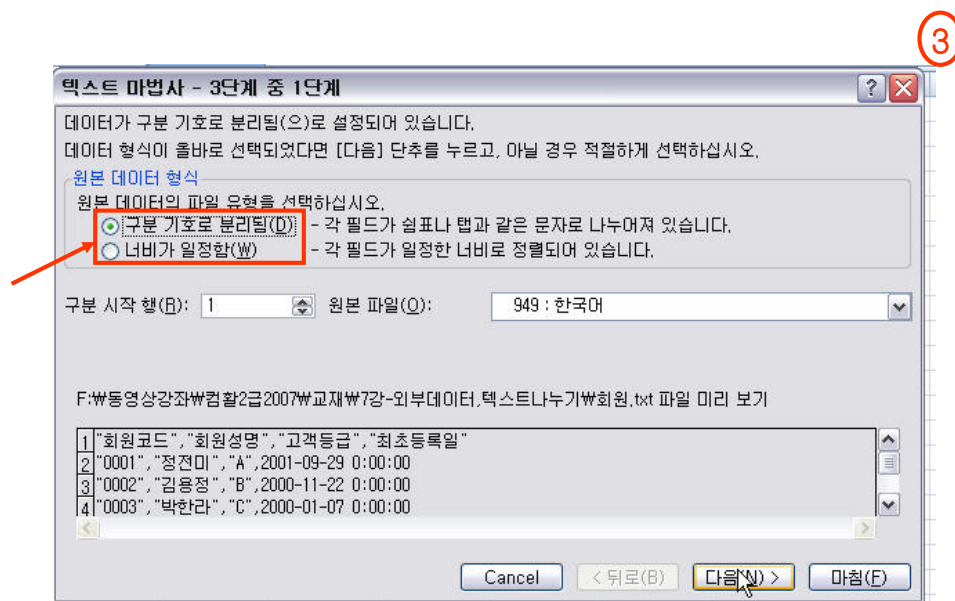 ③
텍스트 마법사 - 3단계 중 1단계
데이터가 구분 기호로 분리됨(으)로 설정되어 있습니다.
데이터 형식이 올바로 선택되었다면 [다음] 단추를 누르고, 아닐 경우 적절하게 선택하십시오.
원본 데이터 형식
원본 데이터의 파일 유형을 선택하십시오.
구분 기호로 분리됨(D) - 각 필드가 쉼표나 탭과 같은 문자로 나누어져 있습니다.
너비가 일정함(W) - 각 필드가 일정한 너비로 정렬되어 있습니다.
구분 시작 행(R): 1 원본 파일(O): 949 : 한국어
F:₩동영상강좌₩컴활2급2007₩교재₩7강-외부데이터,텍스트나누기₩회원.txt 파일 미리 보기
1 "회원코드","회원성명","고객등급","최초등록일"
2 "0001","정전미","A",2001-09-29 0:00:00
3 "0002","김용정","B",2000-11-22 0:00:00
4 "0003","박한라","C",2000-01-07 0:00:00
Cancel < 뒤로(B) 다음(N) > 마침(F)